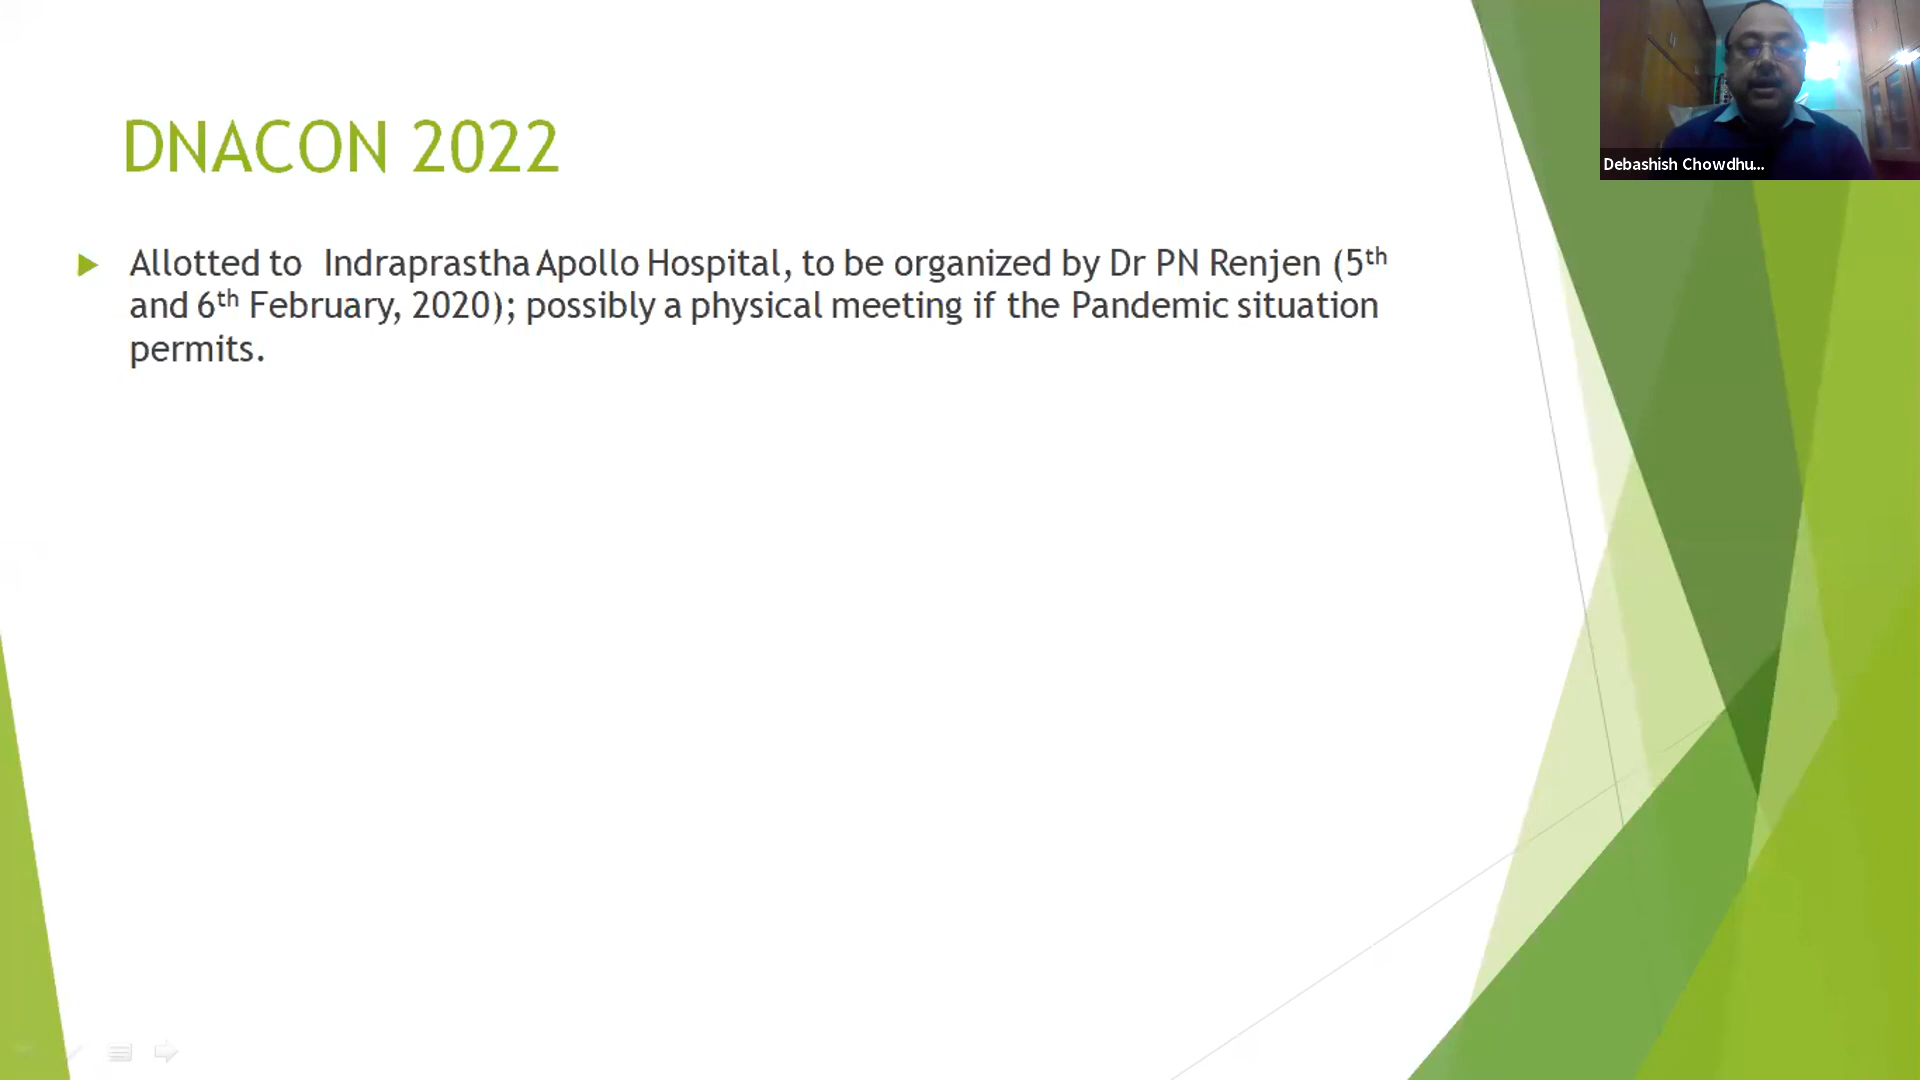 DNACON 2022
Allotted to Indraprastha Apollo Hospital, to be organized by Dr PN Renjen (5th
and 6th February, 2020); possibly a physical meeting if the Pandemic situation
permits.
Debashish Chowdhu...